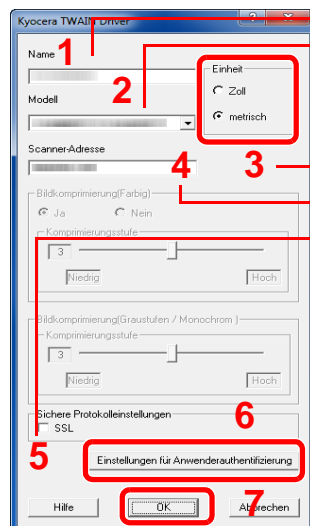 Kyocera TWAIN Driver
Name
1
Einheit
Zoll
metrisch
2
Modell
3
Scanner-Adresse
4
Bildkomprimierung(Farbig)
Ja Nein
Komprimierungsstufe
3
Niedrig Hoch
Bildkomprimierung(Graustufen / Monochrom )
Komprimierungsstufe
3
Niedrig Hoch
Sichere Protokolleinstellungen
6
SSL
5
Einstellungen für Anwenderauthentifizierung
Hilfe OK Abbrechen
7